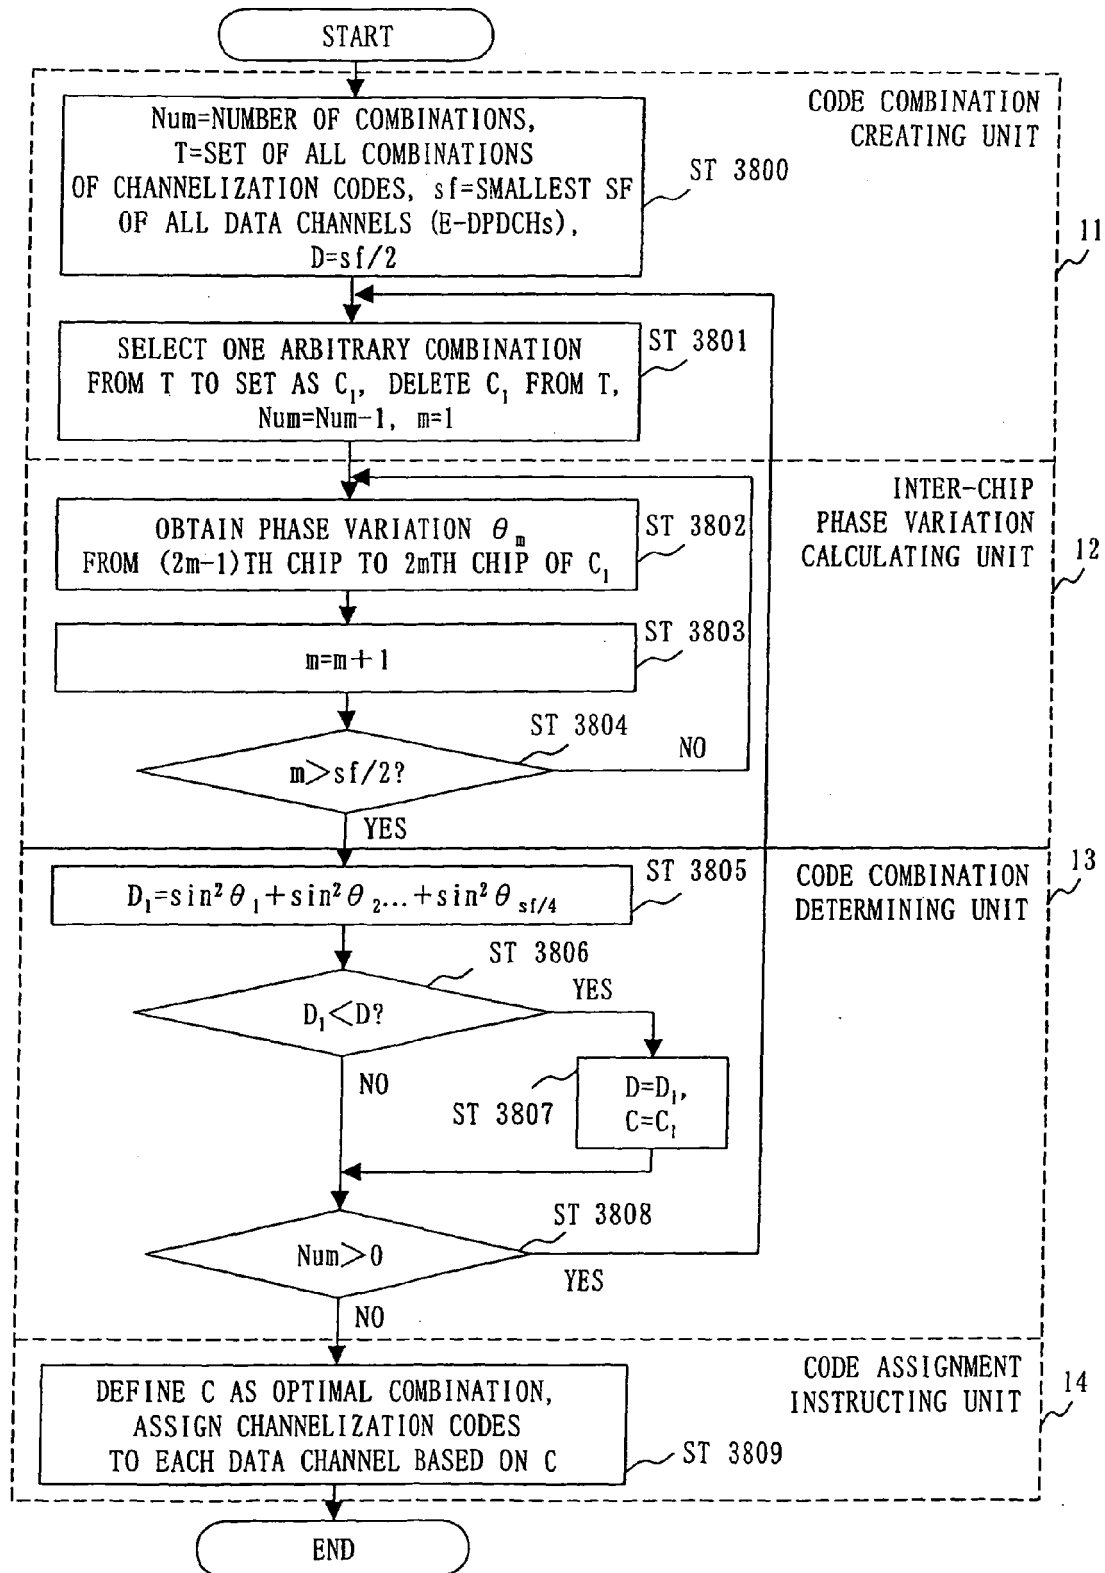 START
CODE COMBINATION
CREATING UNIT
Num=NUMBER OF COMBINATIONS,
T=SET OF ALL COMBINATIONS
OF CHANNELIZATION CODES, sf=SMALLEST SF
OF ALL DATA CHANNELS (E-DPDCHs),
D=sf/2
ST 3800
11
SELECT ONE ARBITRARY COMBINATION
FROM T TO SET AS C₁, DELETE C₁ FROM T,
Num=Num-1, m=1
ST 3801
INTER-CHIP
PHASE VARIATION
CALCULATING UNIT
12
OBTAIN PHASE VARIATION θₘ
FROM (2m-1)TH CHIP TO 2mTH CHIP OF C₁
ST 3802
m=m+1
ST 3803
m>sf/2?
ST 3804
NO
YES
CODE COMBINATION
DETERMINING UNIT
13
D₁=sin²θ₁+sin²θ₂...+sin²θ sf/4
ST 3805
D₁<D?
ST 3806
YES
NO
D=D₁,
C=C₁
ST 3807
Num>0
ST 3808
YES
NO
CODE ASSIGNMENT
INSTRUCTING UNIT
14
DEFINE C AS OPTIMAL COMBINATION,
ASSIGN CHANNELIZATION CODES
TO EACH DATA CHANNEL BASED ON C
ST 3809
END